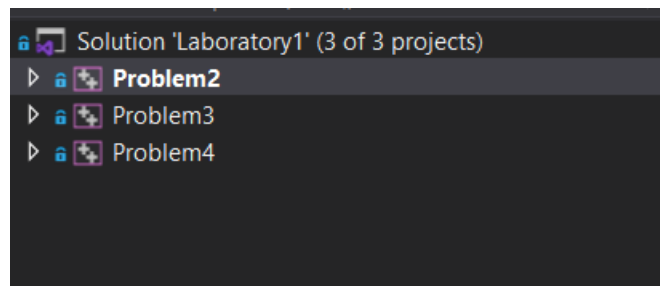 Solution 'Laboratory1' (3 of 3 projects)
Problem2
Problem3
Problem4